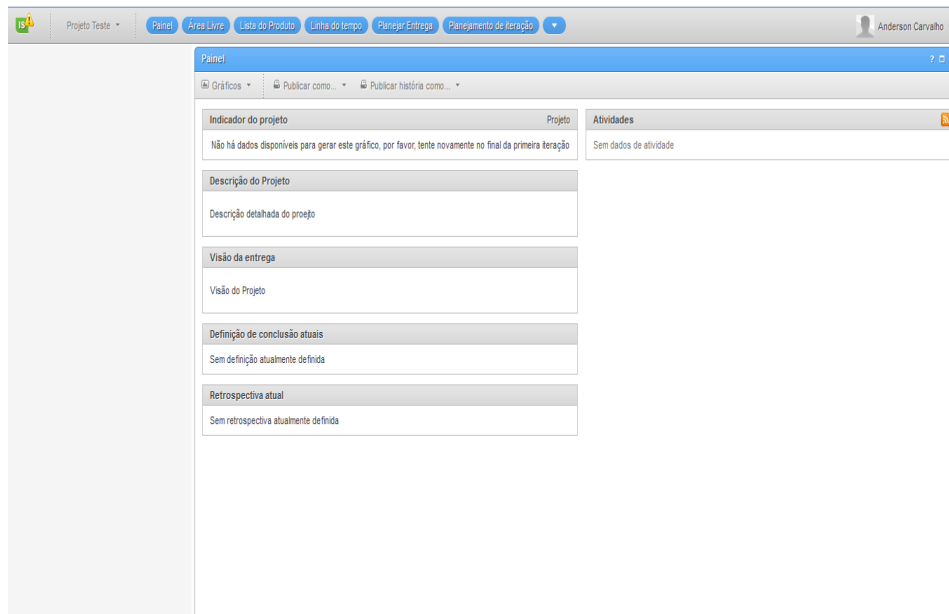 iS
Projeto Teste
Painel
Área Livre
Lista do Produto
Linha do tempo
Planejar Entrega
Planejamento de iteração
Anderson Carvalho
Painel
?
Gráficos
Publicar como...
Publicar história como...
Indicador do projeto
Projeto
Não há dados disponíveis para gerar este gráfico, por favor, tente novamente no final da primeira iteração
Atividades
Sem dados de atividade
Descrição do Projeto
Descrição detalhada do proejto
Visão da entrega
Visão do Projeto
Definição de conclusão atuais
Sem definição atualmente definida
Retrospectiva atual
Sem retrospectiva atualmente definida